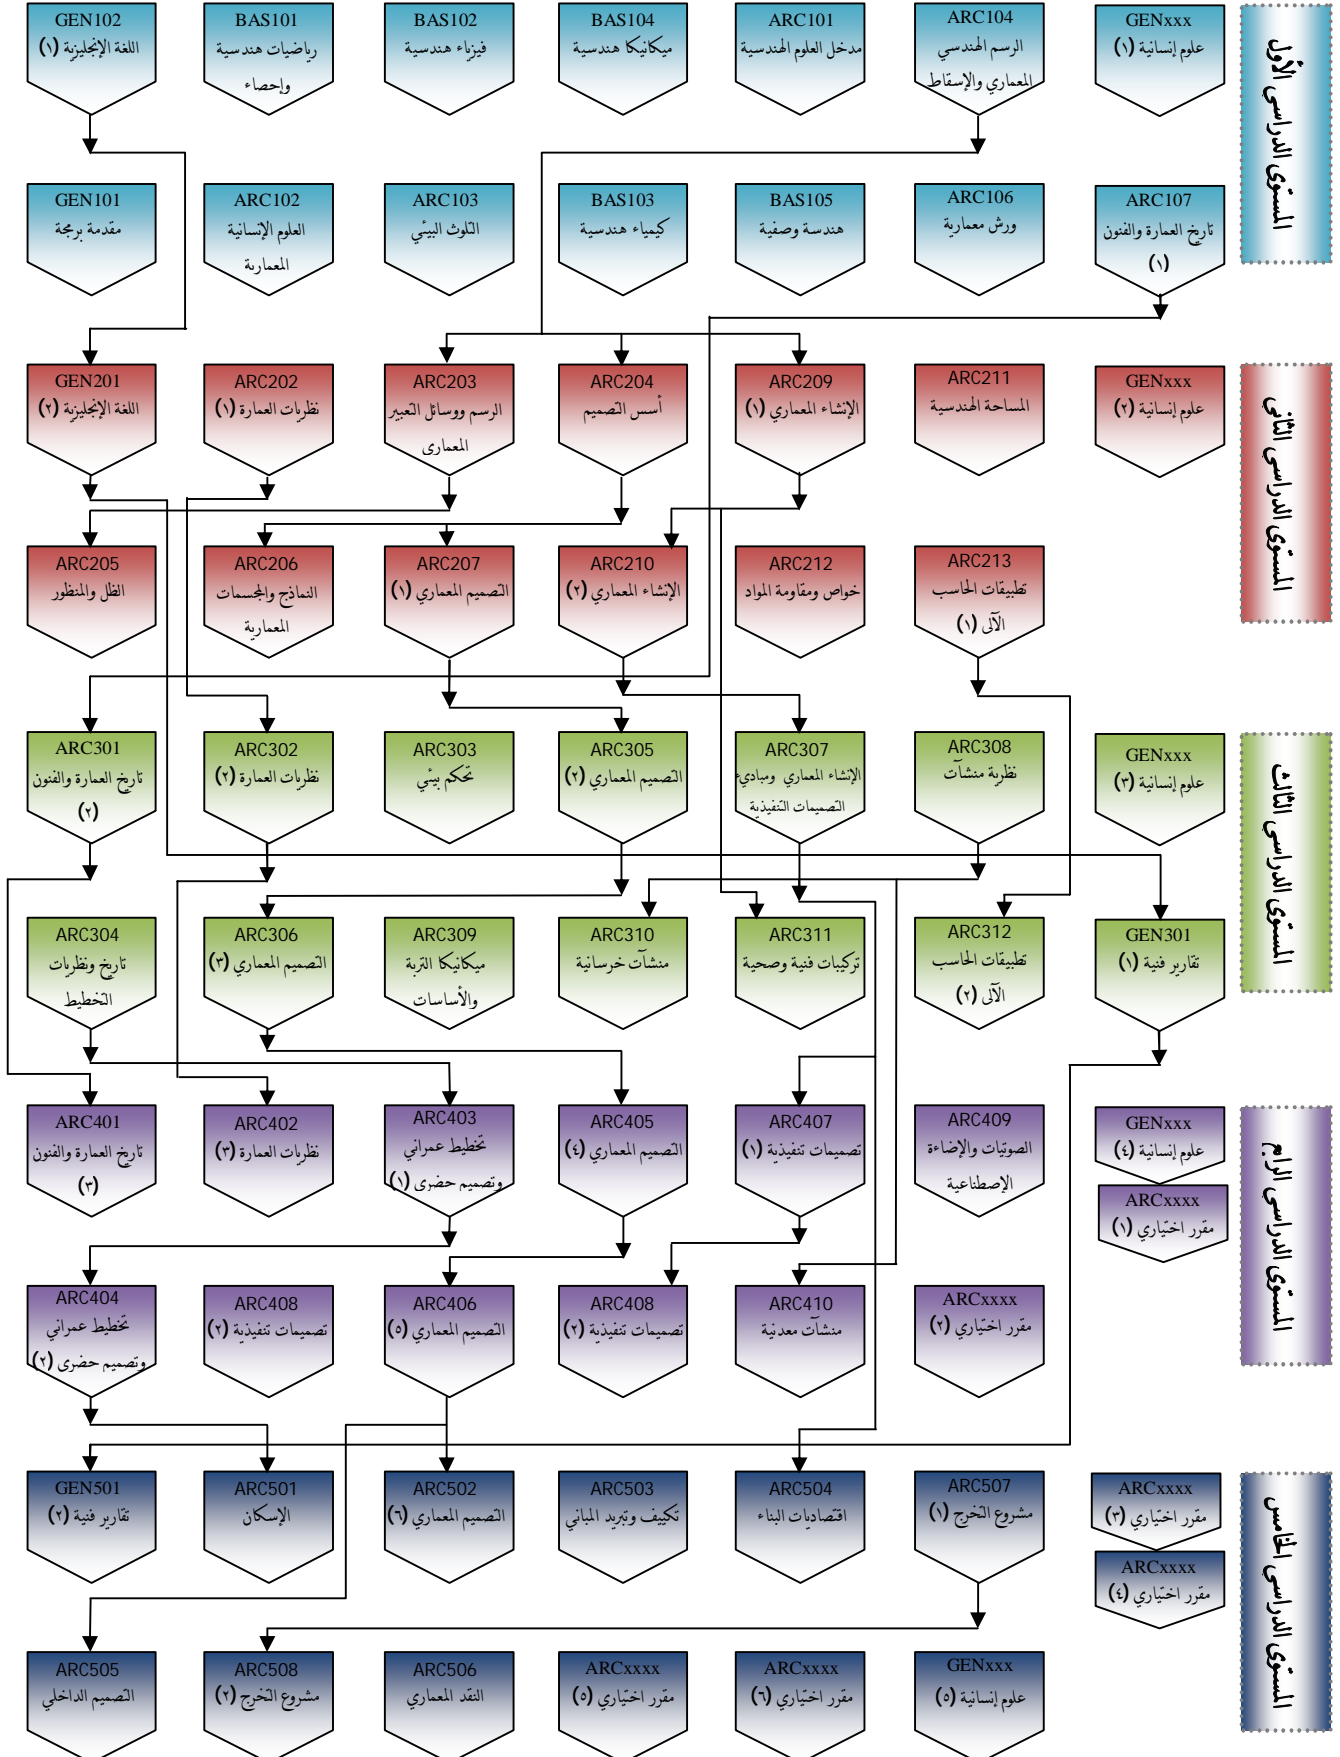 GEN102
اللغة الإنجليزية (١)
BAS101
رياضيات هندسية
وإحصاء
BAS102
فيزياء هندسية
BAS104
ميكانيكا هندسية
ARC101
مدخل العلوم الهندسية
ARC104
الرسم الهندسي
المعماري والإسقاط
GENxxx
علوم إنسانية (١)
المستوى الدراسي الأول
GEN101
مقدمة برمجة
ARC102
العلوم الإنسانية
المعمارية
ARC103
التلوث البيئي
BAS103
كيمياء هندسية
BAS105
هندسة وصفية
ARC106
ورش معمارية
ARC107
تاريخ العمارة والفنون
(١)
GEN201
اللغة الإنجليزية (٢)
ARC202
نظريات العمارة (١)
ARC203
الرسم ووسائل التعبير
المعمارى
ARC204
أسس التصميم
ARC209
الإنشاء المعماري (١)
ARC211
المساحة الهندسية
GENxxx
علوم إنسانية (٢)
المستوى الدراسي الثاني
ARC205
الظل والمنظور
ARC206
النماذج والمجسمات
المعمارية
ARC207
التصميم المعماري (١)
ARC210
الإنشاء المعماري (٢)
ARC212
خواص ومقاومة المواد
ARC213
تطبيقات الحاسب
الآلى (١)
ARC301
تاريخ العمارة والفنون
(٢)
ARC302
نظريات العمارة (٢)
ARC303
تحكم بيئي
ARC305
التصميم المعماري (٢)
ARC307
الإنشاء المعماري ومباديء
التصميمات التنفيذية
ARC308
نظرية منشآت
GENxxx
علوم إنسانية (٣)
المستوى الدراسي الثالث
ARC304
تاريخ ونظريات
التخطيط
ARC306
التصميم المعماري (٣)
ARC309
ميكانيكا التربة
والأساسات
ARC310
منشآت خرسانية
ARC311
تركيبات فنية وصحية
ARC312
تطبيقات الحاسب
الآلى (٢)
GEN301
تقارير فنية (١)
ARC401
تاريخ العمارة والفنون
(٣)
ARC402
نظريات العمارة (٣)
ARC403
تخطيط عمراني
وتصميم حضرى (١)
ARC405
التصميم المعماري (٤)
ARC407
تصميمات تنفيذية (١)
ARC409
الصوتيات والإضاءة
الإصطناعية
GENxxx
علوم إنسانية (٤)
ARCxxxx
مقرر اختياري (١)
المستوى الدراسي الرابع
ARC404
تخطيط عمراني
وتصميم حضرى (٢)
ARC408
تصميمات تنفيذية (٢)
ARC406
التصميم المعماري (٥)
ARC408
تصميمات تنفيذية (٢)
ARC410
منشآت معدنية
ARCxxxx
مقرر اختياري (٢)
GEN501
تقارير فنية (٢)
ARC501
الإسكان
ARC502
التصميم المعماري (٦)
ARC503
تكييف وتبريد المباني
ARC504
اقتصاديات البناء
ARC507
مشروع التخرج (١)
ARCxxxx
مقرر اختياري (٣)
ARCxxxx
مقرر اختياري (٤)
المستوى الدراسي الخامس
ARC505
التصميم الداخلي
ARC508
مشروع التخرج (٢)
ARC506
النقد المعماري
ARCxxxx
مقرر اختياري (٥)
ARCxxxx
مقرر اختياري (٦)
GENxxx
علوم إنسانية (٥)